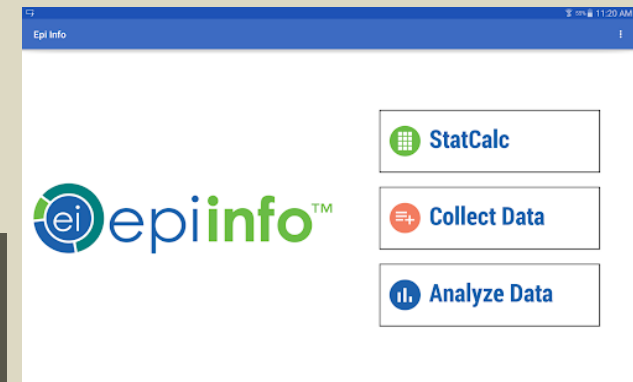 11:20 AM
Epi Info
StatCalc
ei epiinfo™
Collect Data
Analyze Data